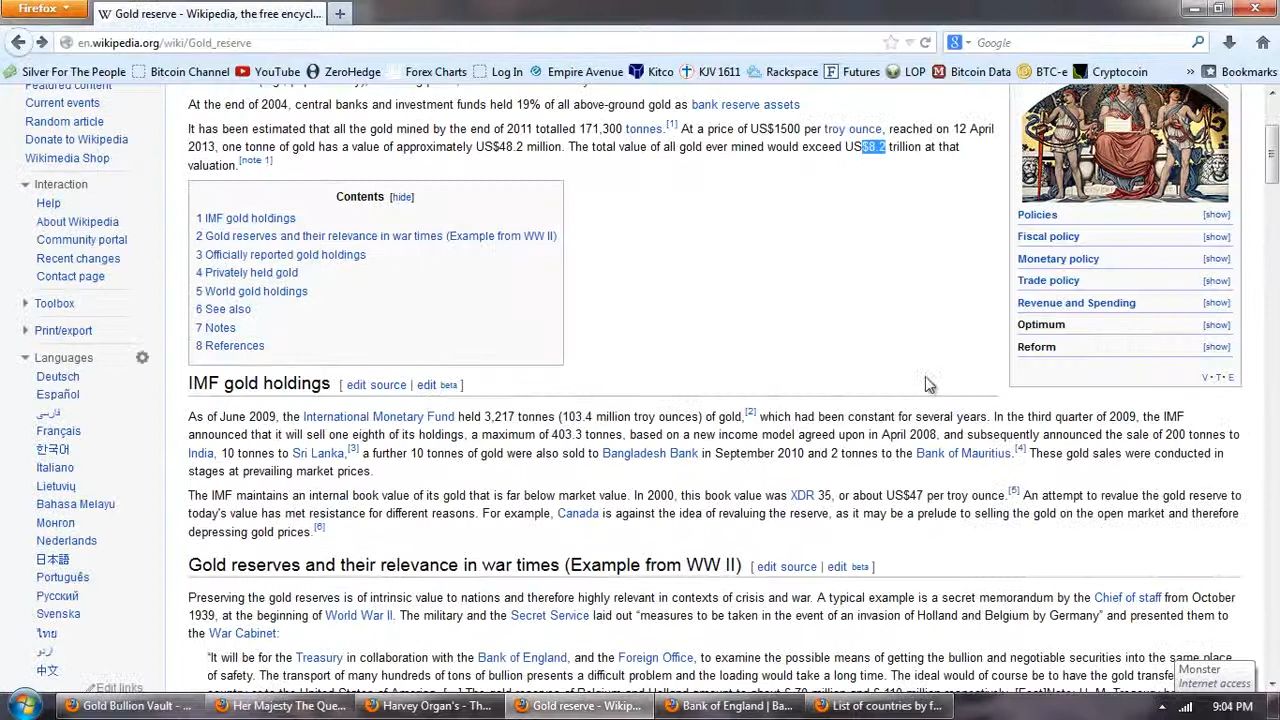 Firefox
Gold reserve - Wikipedia, the free encycl...
en.wikipedia.org/wiki/Gold_reserve
Google
Silver For The People
Bitcoin Channel
YouTube
ZeroHedge
Forex Charts
Log In
Empire Avenue
Kitco
KJV 1611
Rackspace
Futures
LOP
Bitcoin Data
BTC-e
Cryptocoin
Bookmarks
Featured content
Current events
Random article
Donate to Wikipedia
Wikimedia Shop
Interaction
Help
About Wikipedia
Community portal
Recent changes
Contact page
Toolbox
Print/export
Languages
Deutsch
Español
فارسی
Français
한국어
Italiano
Lietuvių
Bahasa Melayu
Монгол
Nederlands
日本語
Português
Русский
Svenska
ไทย
اردو
中文
Edit links
At the end of 2004, central banks and investment funds held 19% of all above-ground gold as bank reserve assets
It has been estimated that all the gold mined by the end of 2011 totalled 171,300 tonnes.[1] At a price of US$1500 per troy ounce, reached on 12 April
2013, one tonne of gold has a value of approximately US$48.2 million. The total value of all gold ever mined would exceed US$8.2 trillion at that
valuation.[note 1]
Contents [hide]
1 IMF gold holdings
2 Gold reserves and their relevance in war times (Example from WW II)
3 Officially reported gold holdings
4 Privately held gold
5 World gold holdings
6 See also
7 Notes
8 References
Policies [show]
Fiscal policy [show]
Monetary policy [show]
Trade policy [show]
Revenue and Spending [show]
Optimum [show]
Reform [show]
V · T · E
IMF gold holdings [ edit source | edit beta ]
As of June 2009, the International Monetary Fund held 3,217 tonnes (103.4 million troy ounces) of gold,[2] which had been constant for several years. In the third quarter of 2009, the IMF
announced that it will sell one eighth of its holdings, a maximum of 403.3 tonnes, based on a new income model agreed upon in April 2008, and subsequently announced the sale of 200 tonnes to
India, 10 tonnes to Sri Lanka,[3] a further 10 tonnes of gold were also sold to Bangladesh Bank in September 2010 and 2 tonnes to the Bank of Mauritius.[4] These gold sales were conducted in
stages at prevailing market prices.
The IMF maintains an internal book value of its gold that is far below market value. In 2000, this book value was XDR 35, or about US$47 per troy ounce.[5] An attempt to revalue the gold reserve to
today's value has met resistance for different reasons. For example, Canada is against the idea of revaluing the reserve, as it may be a prelude to selling the gold on the open market and therefore
depressing gold prices.[6]
Gold reserves and their relevance in war times (Example from WW II) [ edit source | edit beta ]
Preserving the gold reserves is of intrinsic value to nations and therefore highly relevant in contexts of crisis and war. A typical example is a secret memorandum by the Chief of staff from October
1939, at the beginning of World War II. The military and the Secret Service laid out "measures to be taken in the event of an invasion of Holland and Belgium by Germany" and presented them to
the War Cabinet:
"It will be for the Treasury in collaboration with the Bank of England, and the Foreign Office, to examine the possible means of getting the bullion and negotiable securities into the same place
of safety. The transport of many hundreds of tons of bullion presents a difficult problem and the loading would take a long time. The ideal would of course be to have the gold transfe
Monster
Internet access
Gold Bullion Vault - ...
Her Majesty The Que...
Harvey Organ's - Th...
Gold reserve - Wikip...
Bank of England | Ba...
List of countries by f...
9:04 PM